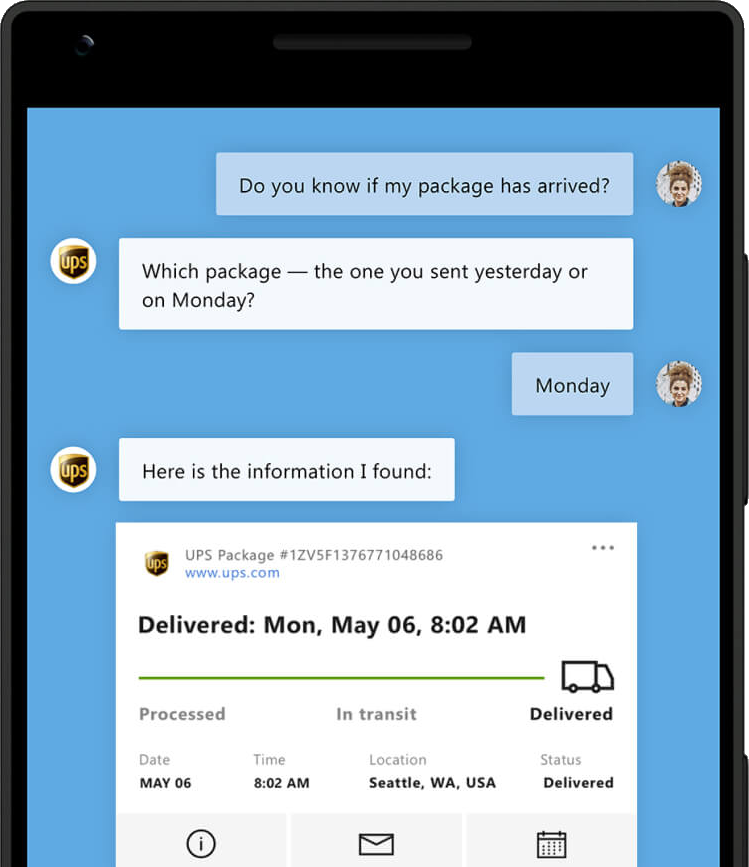 Do you know if my package has arrived?
ups
Which package — the one you sent yesterday or
on Monday?
Monday
ups
Here is the information I found:
ups
UPS Package #1ZV5F1376771048686
www.ups.com
Delivered: Mon, May 06, 8:02 AM
Processed In transit Delivered
Date Time Location Status
MAY 06 8:02 AM Seattle, WA, USA Delivered